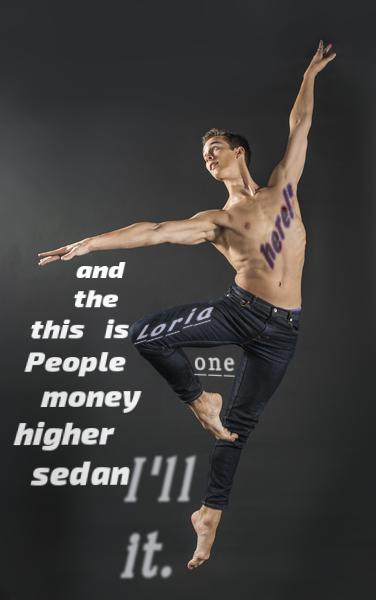 here!"
and
the
this is
Loria
People
one
money
higher
sedan
I'll
it.